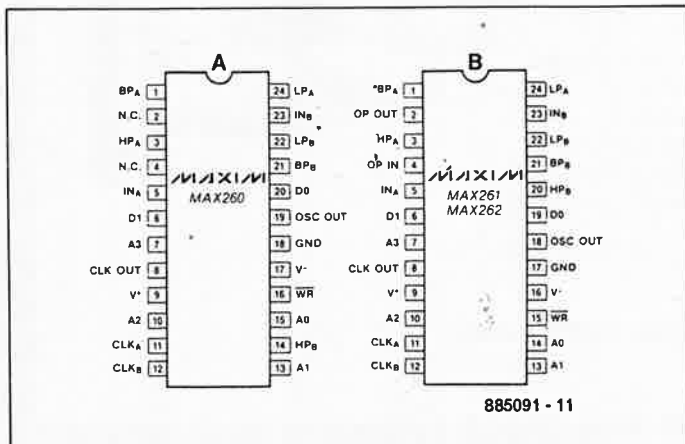 A
BPA 1 24 LPA
N.C. 2 23 INB
HPA 3 22 LPB
N.C. 4 21 BPB
INA 5 20 D0
D1 6 19 OSC OUT
A3 7 18 GND
CLK OUT 8 17 V-
V+ 9 16 WR
A2 10 15 A0
CLKA 11 14 HPB
CLKB 12 13 A1
MAXIM
MAX260
B
BPA 1 24 LPA
OP OUT 2 23 INB
HPA 3 22 LPB
OP IN 4 21 BPB
INA 5 20 HPB
D1 6 19 D0
A3 7 18 OSC OUT
CLK OUT 8 17 GND
V+ 9 16 V-
A2 10 15 WR
CLKA 11 14 A0
CLKB 12 13 A1
MAXIM
MAX261
MAX262
885091 - 11